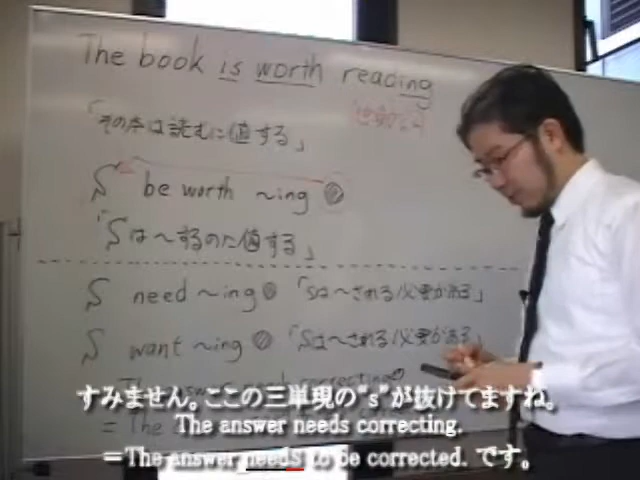 The book is worth reading
「その本は読むに値する」
S be worth ~ing
「Sは~するのに値する」
S need ~ing 「Sは~される必要がある」
S want ~ing 「Sは~される必要がある」
すみません。ここの三単現の"s"が抜けてますね。
The answer needs correcting.
=The answer needs to be corrected. です。